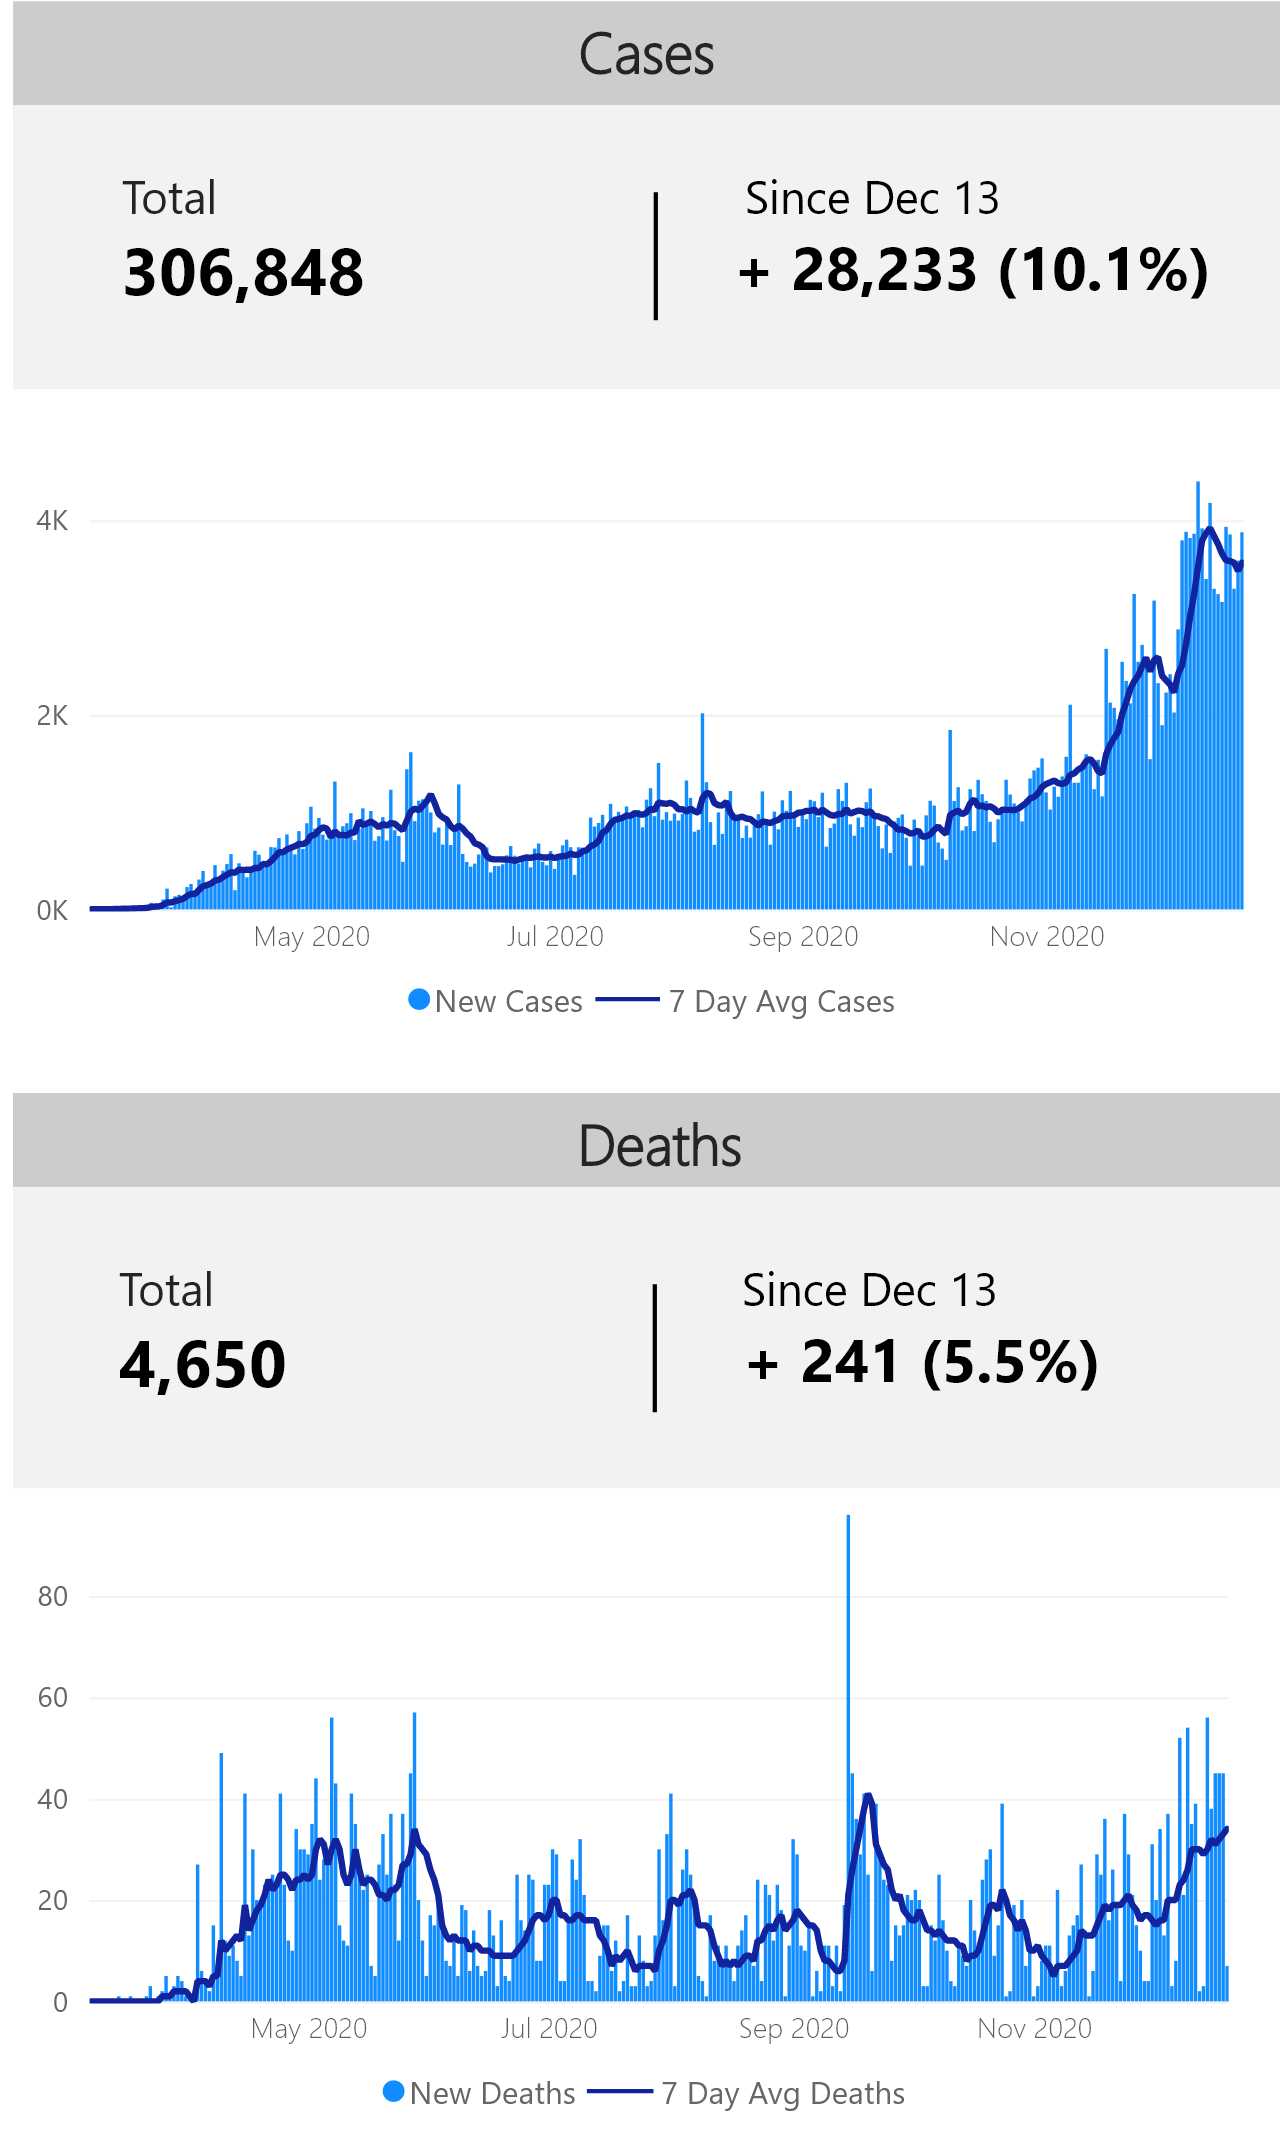 Cases
Total
Since Dec 13
306,848
+ 28,233 (10.1%)
4K
2K
0K
May 2020
Jul 2020
Sep 2020
Nov 2020
New Cases
7 Day Avg Cases
Deaths
Total
Since Dec 13
4,650
+ 241 (5.5%)
80
60
40
20
0
May 2020
Jul 2020
Sep 2020
Nov 2020
New Deaths
7 Day Avg Deaths